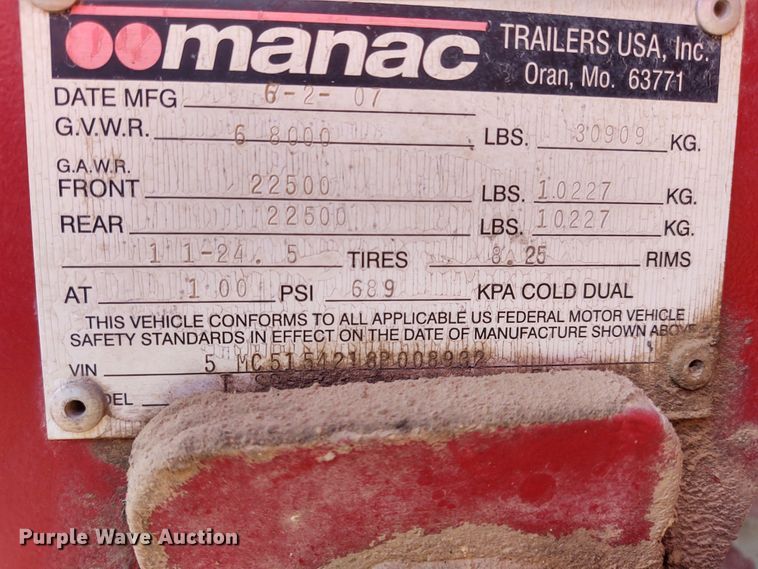 manac TRAILERS USA, Inc.
Oran, Mo. 63771
DATE MFG 6-2-07
G.V.W.R. 68000 LBS. 30909 KG.
G.A.W.R.
FRONT 22500 LBS. 10227 KG.
REAR 22500 LBS. 10227 KG.
11-24.5 TIRES 8.25 RIMS
AT 100 PSI 689 KPA COLD DUAL
THIS VEHICLE CONFORMS TO ALL APPLICABLE US FEDERAL MOTOR VEHICLE
SAFETY STANDARDS IN EFFECT ON THE DATE OF MANUFACTURE SHOWN ABOVE
VIN
Purple Wave Auction